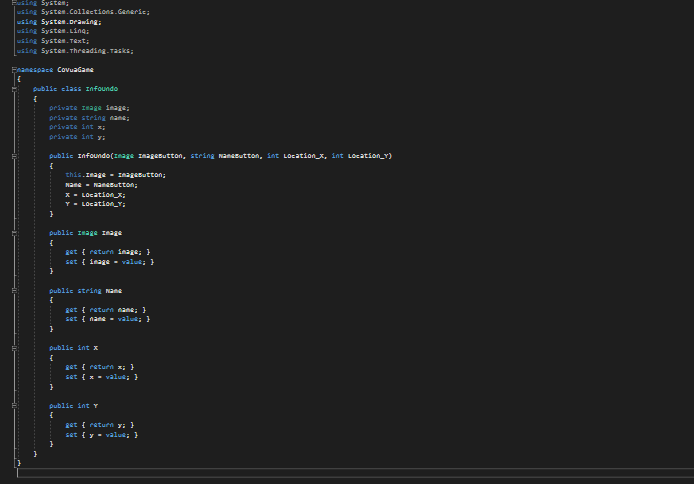 using System;
using System.Collections.Generic;
using System.Drawing;
using System.Linq;
using System.Text;
using System.Threading.Tasks;
namespace CoVuaGame
{
public class InfoUndo
{
private Image image;
private string name;
private int x;
private int y;
public InfoUndo(Image ImageButton, string NameButton, int Location_X, int Location_Y)
{
this.Image = ImageButton;
Name = NameButton;
X = Location_X;
Y = Location_Y;
}
public Image Image
{
get { return image; }
set { image = value; }
}
public string Name
{
get { return name; }
set { name = value; }
}
public int X
{
get { return x; }
set { x = value; }
}
public int Y
{
get { return y; }
set { y = value; }
}
}
}